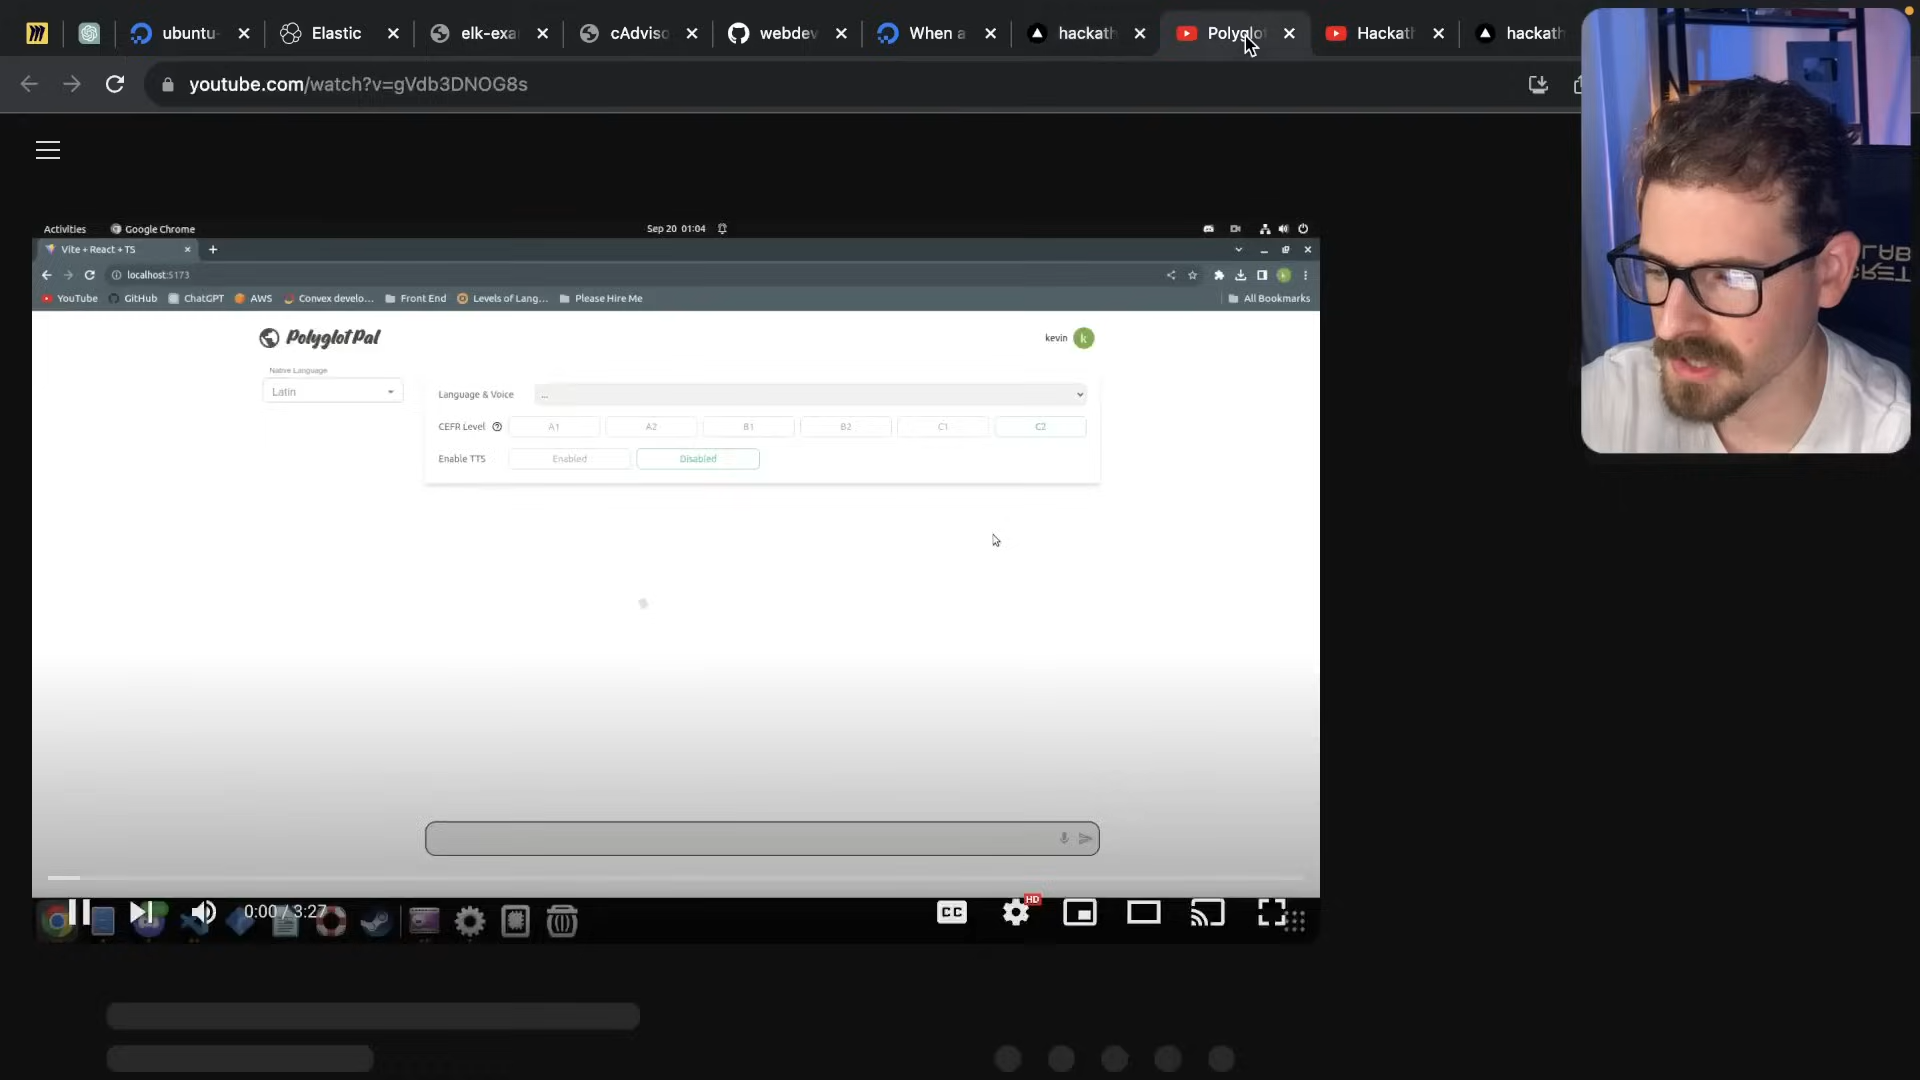 ubuntu-
Elastic
elk-exa
cAdviso
webdev
When a
hackath
Polyglot
Hackath
hackath
youtube.com/watch?v=gVdb3DNOG8s
Activities
Google Chrome
Sep 20 01:04
Vite + React + TS
localhost:5173
YouTube
GitHub
ChatGPT
AWS
Convex develo...
Front End
Levels of Lang...
Please Hire Me
All Bookmarks
PolyglotPal
kevin
k
Native Language
Latin
Language & Voice
...
CEFR Level
A1
A2
B1
B2
C1
C2
Enable TTS
Enabled
Disabled
0:00 / 3:27
CC
HD